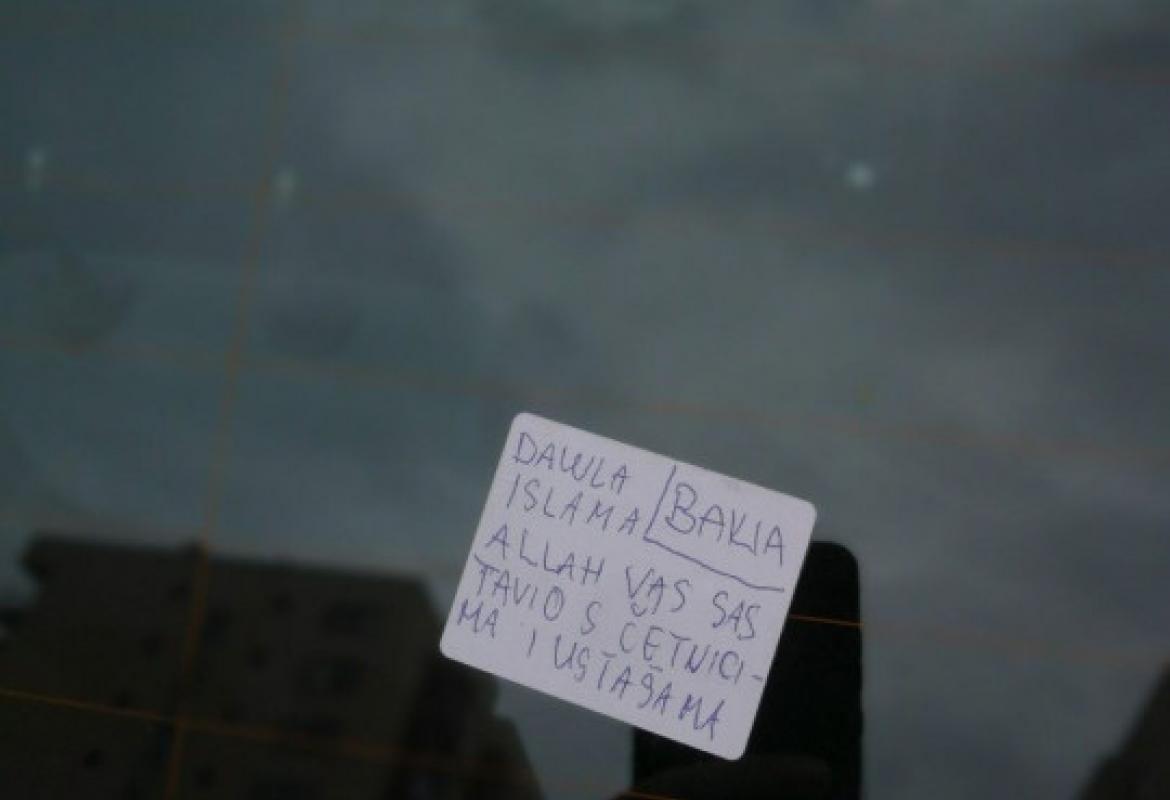 DAWLA
ISLAMA BAKIA
ALLAH VAS SAS
TAVIO S ČETNICI-
MA I USTAŠAMA